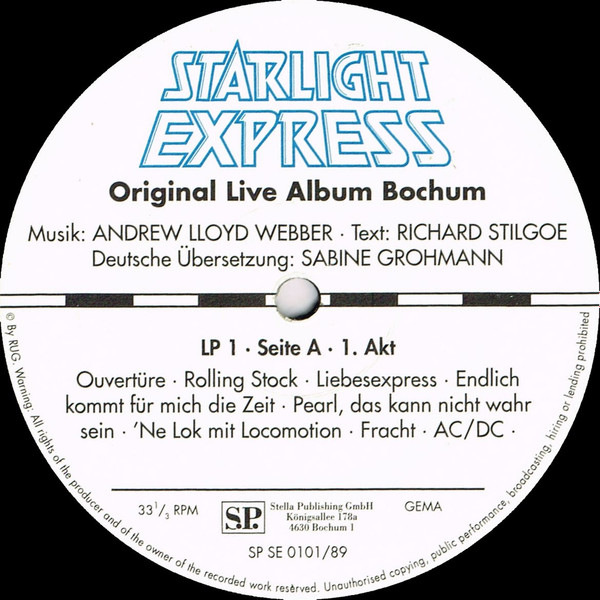 STARLIGHT
EXPRESS
Original Live Album Bochum
Musik: ANDREW LLOYD WEBBER · Text: RICHARD STILGOE
Deutsche Übersetzung: SABINE GROHMANN
LP 1 · Seite A · 1. Akt
Ouvertüre · Rolling Stock · Liebesexpress · Endlich
kommt für mich die Zeit · Pearl, das kann nicht wahr
sein · ’Ne Lok mit Locomotion · Fracht · AC/DC ·
33 1/3 RPM
SP.
Stella Publishing GmbH
Königsallee 178a
4630 Bochum 1
GEMA
SP SE 0101/89
© By RUG. Warning: All rights of the producer and of the owner of the recorded work resèrved. Unauthorised copying, public performance, broadcasting, hiring or lending prohibited